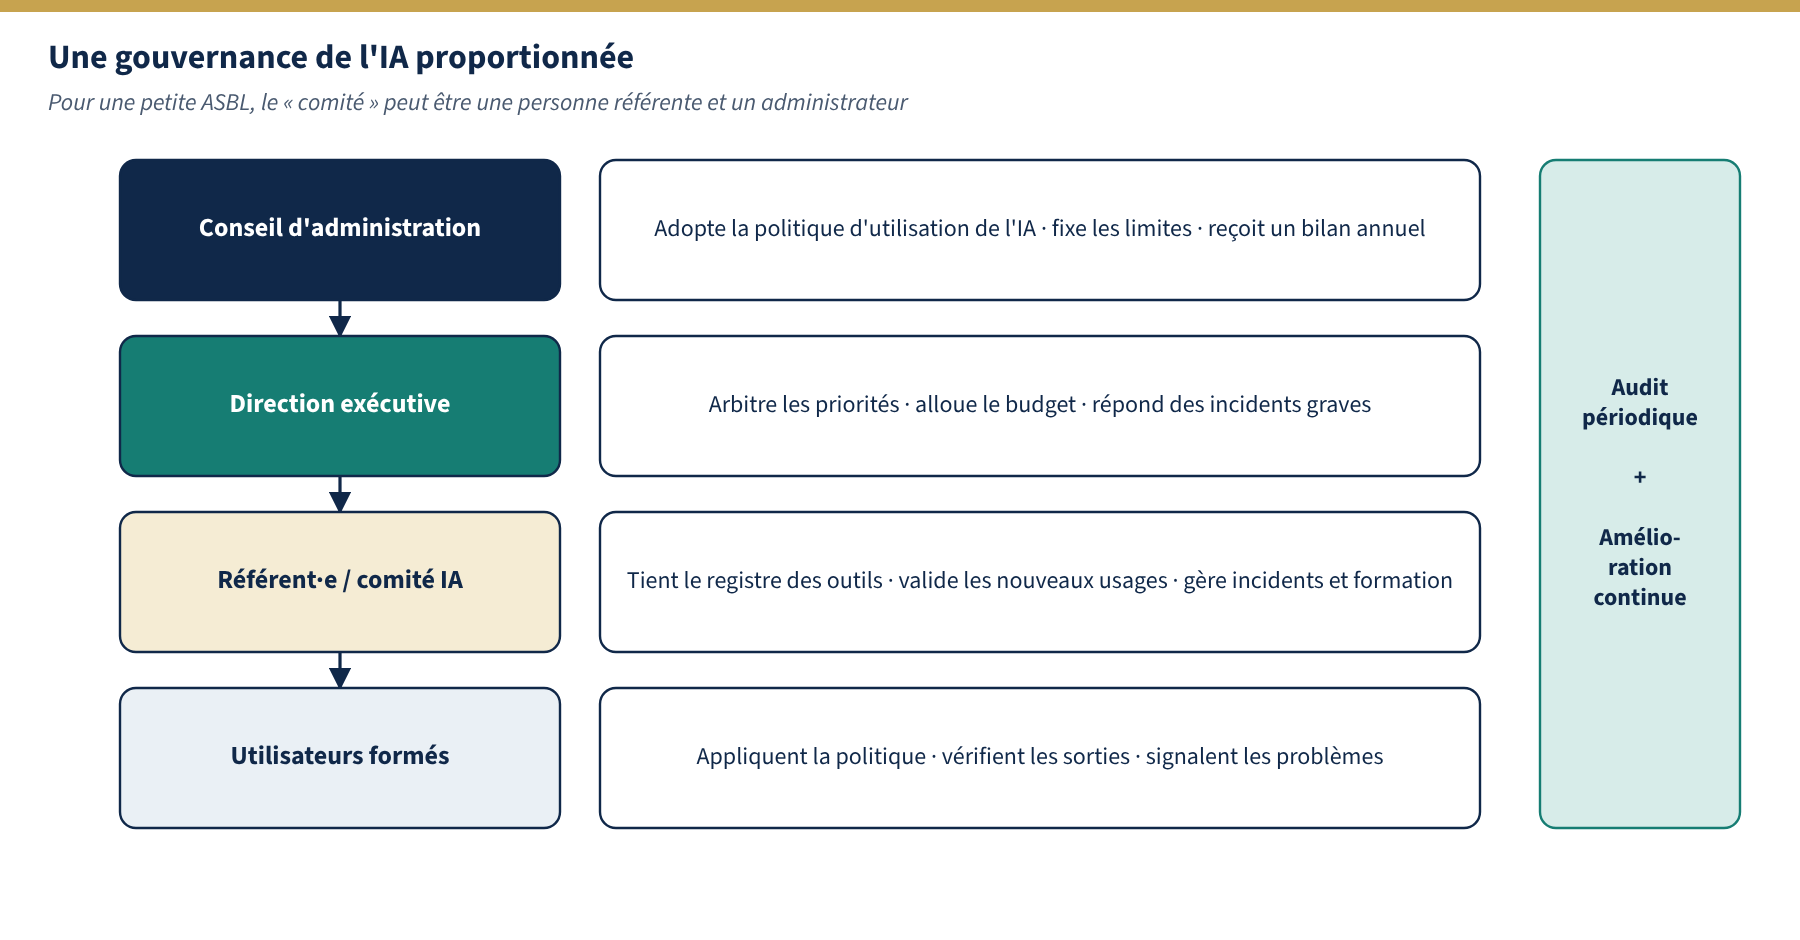 Une gouvernance de l'IA proportionnée
Pour une petite ASBL, le « comité » peut être une personne référente et un administrateur
Conseil d'administration
Adopte la politique d'utilisation de l'IA · fixe les limites · reçoit un bilan annuel
Direction exécutive
Arbitre les priorités · alloue le budget · répond des incidents graves
Référent·e / comité IA
Tient le registre des outils · valide les nouveaux usages · gère incidents et formation
Utilisateurs formés
Appliquent la politique · vérifient les sorties · signalent les problèmes
Audit
périodique
+
Amélio-
ration
continue